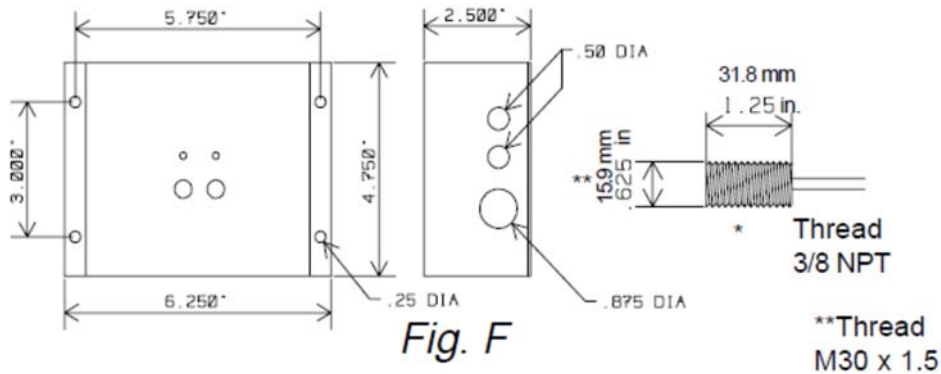 5.750"
2.500"
.50 DIA
31.8 mm
1.25 in.
3.000"
4.750"
** 15.9 mm
.625 in
* Thread
3/8 NPT
.25 DIA
.875 DIA
6.250"
Fig. F
**Thread
M30 x 1.5